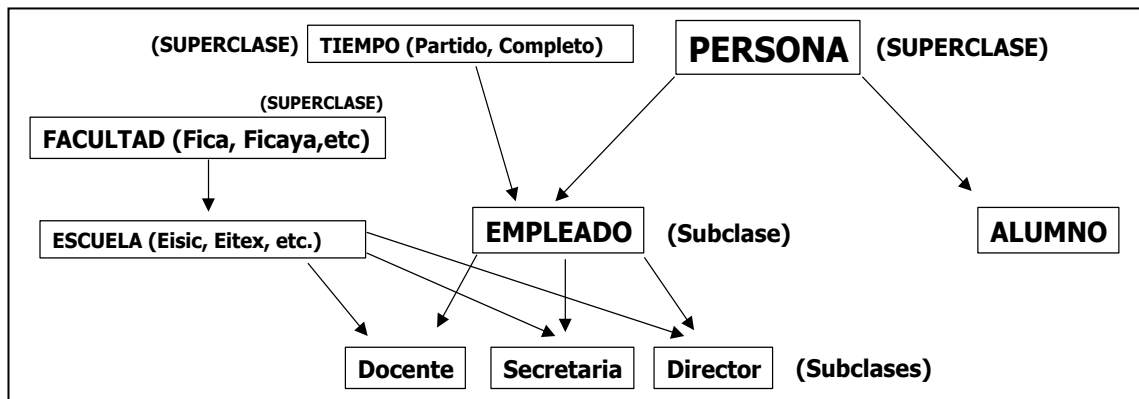 (SUPERCLASE)
TIEMPO (Partido, Completo)
PERSONA
(SUPERCLASE)
(SUPERCLASE)
FACULTAD (Fica, Ficaya,etc)
ESCUELA (Eisic, Eitex, etc.)
EMPLEADO
(Subclase)
ALUMNO
Docente
Secretaria
Director
(Subclases)